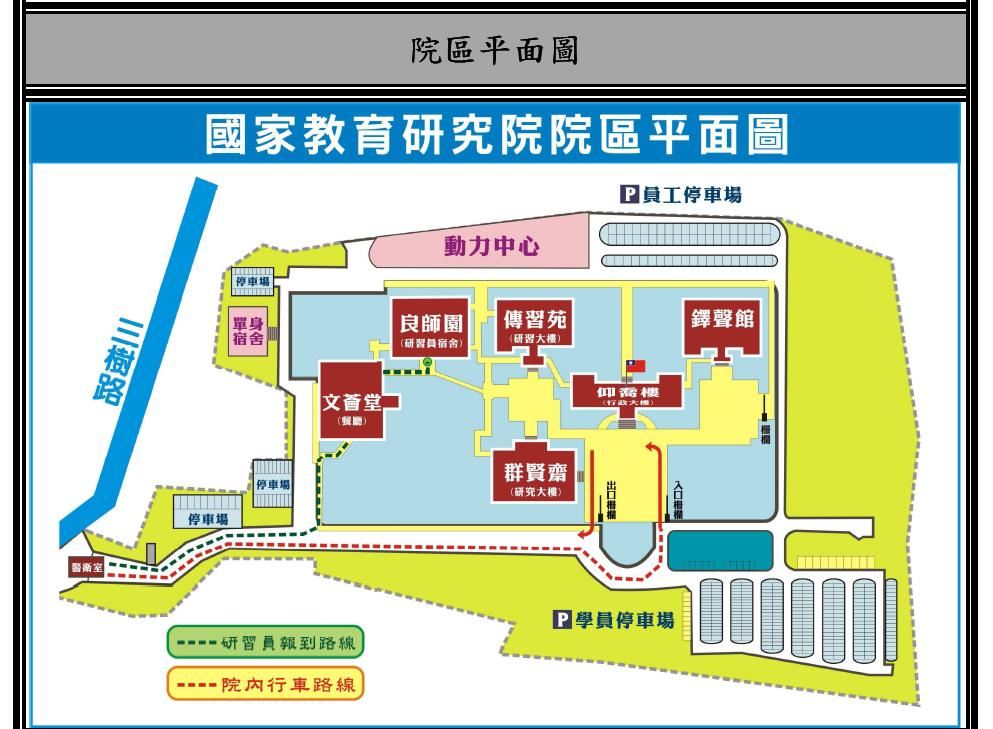 院區平面圖
國家教育研究院院區平面圖
P員工停車場
動力中心
停車場
單身
宿舍
三樹路
良師園
(研習員宿舍)
傳習苑
(研習大樓)
鐸聲館
仰喬樓
(行政大樓)
文薈堂
(餐廳)
柵欄
群賢齋
(研究大樓)
出口柵欄
入口柵欄
停車場
停車場
警衛室
P學員停車場
研習員報到路線
院內行車路線